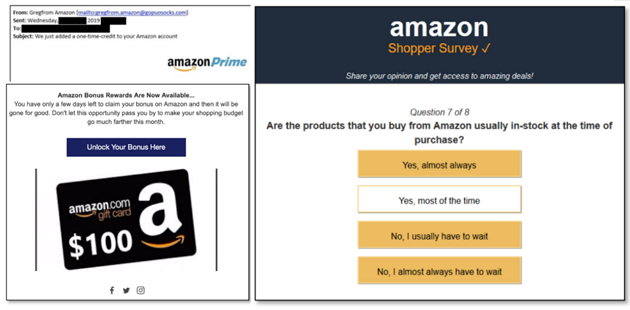 From: Gregfrom Amazon [mailto:gregfrom.amazon@gopuosocks.com]
Sent: Wednesday, 2019
To:
Subject: We just added a one-time-credit to your Amazon account
amazonPrime
Amazon Bonus Rewards Are Now Available...
You have only a few days left to claim your bonus on Amazon and then it will be
gone for good. Don't let this opportunity pass you by to make your shopping budget
go much farther this month.
Unlock Your Bonus Here
amazon.com
gift card
$100
a
amazon
Shopper Survey ✓
Share your opinion and get access to amazing deals!
Question 7 of 8
Are the products that you buy from Amazon usually in-stock at the time of
purchase?
Yes, almost always
Yes, most of the time
No, I usually have to wait
No, I almost always have to wait